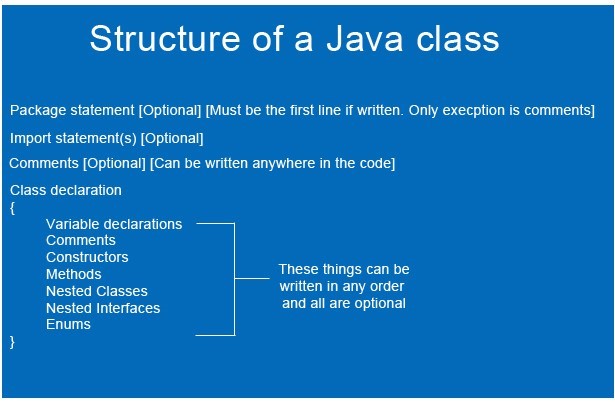 Structure of a Java class
Package statement [Optional] [Must be the first line if written. Only execption is comments]
Import statement(s) [Optional]
Comments [Optional] [Can be written anywhere in the code]
Class declaration
{
Variable declarations
Comments
Constructors
Methods
Nested Classes
Nested Interfaces
Enums
}
These things can be
written in any order
and all are optional